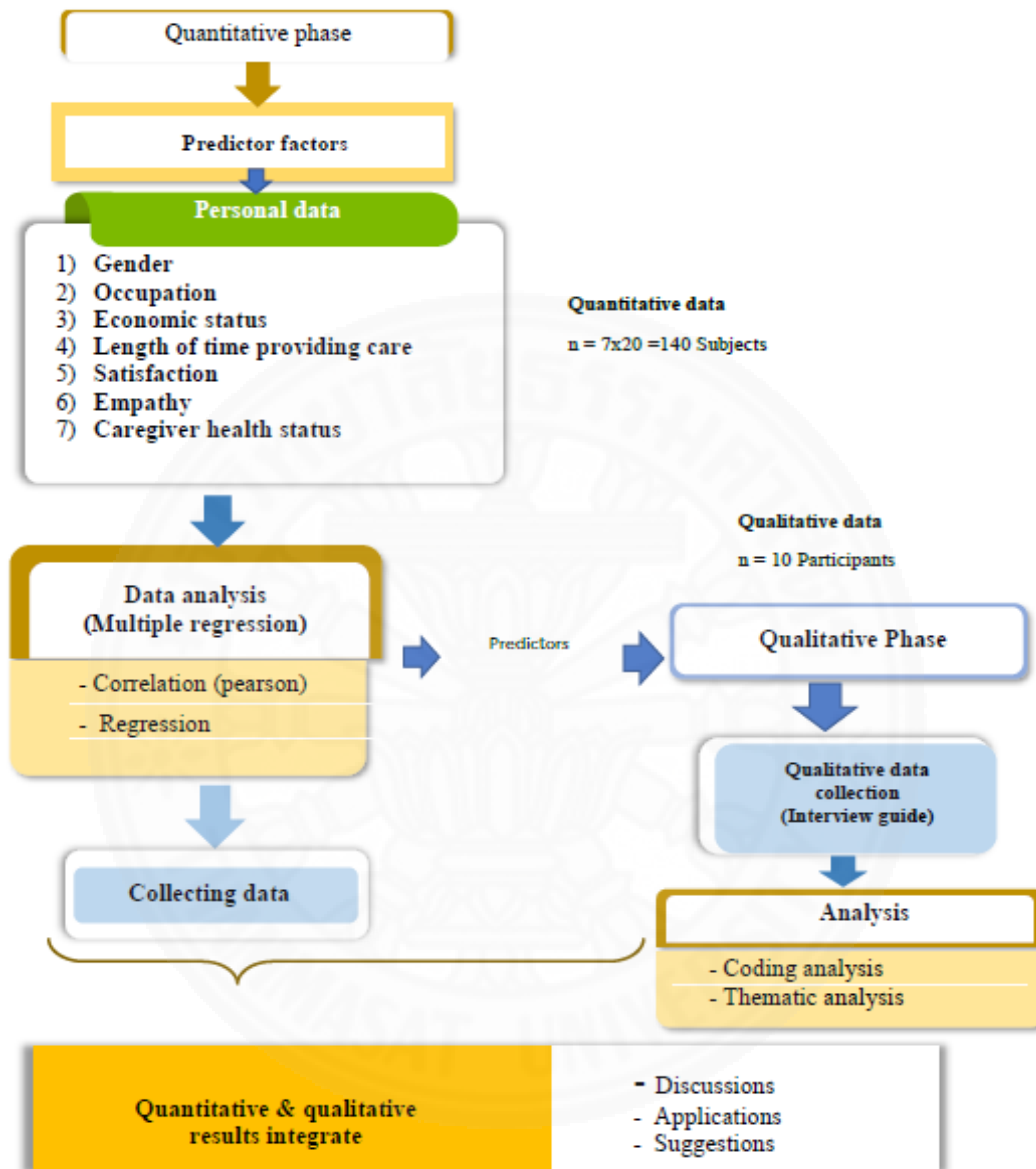 Quantitative phase
Predictor factors
Personal data
1) Gender
2) Occupation
3) Economic status
4) Length of time providing care
5) Satisfaction
6) Empathy
7) Caregiver health status
Quantitative data
n = 7x20 =140 Subjects
Qualitative data
n = 10 Participants
Data analysis
(Multiple regression)
- Correlation (pearson)
- Regression
Predictors
Qualitative Phase
Qualitative data
collection
(Interview guide)
Collecting data
Analysis
- Coding analysis
- Thematic analysis
Quantitative & qualitative
results integrate
- Discussions
- Applications
- Suggestions